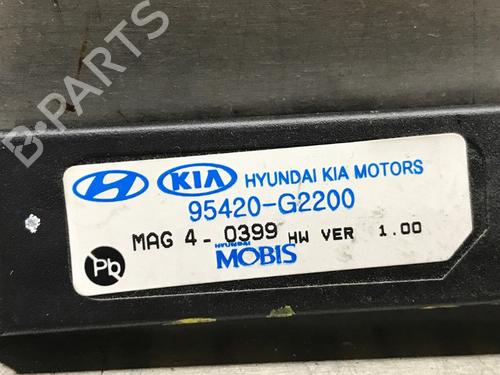 HYUNDAI KIA MOTORS
KIA
95420-G2200
MAG 4 - 0399 HW VER 1.00
HYUNDAI
MOBIS
Pb
B-PARTS